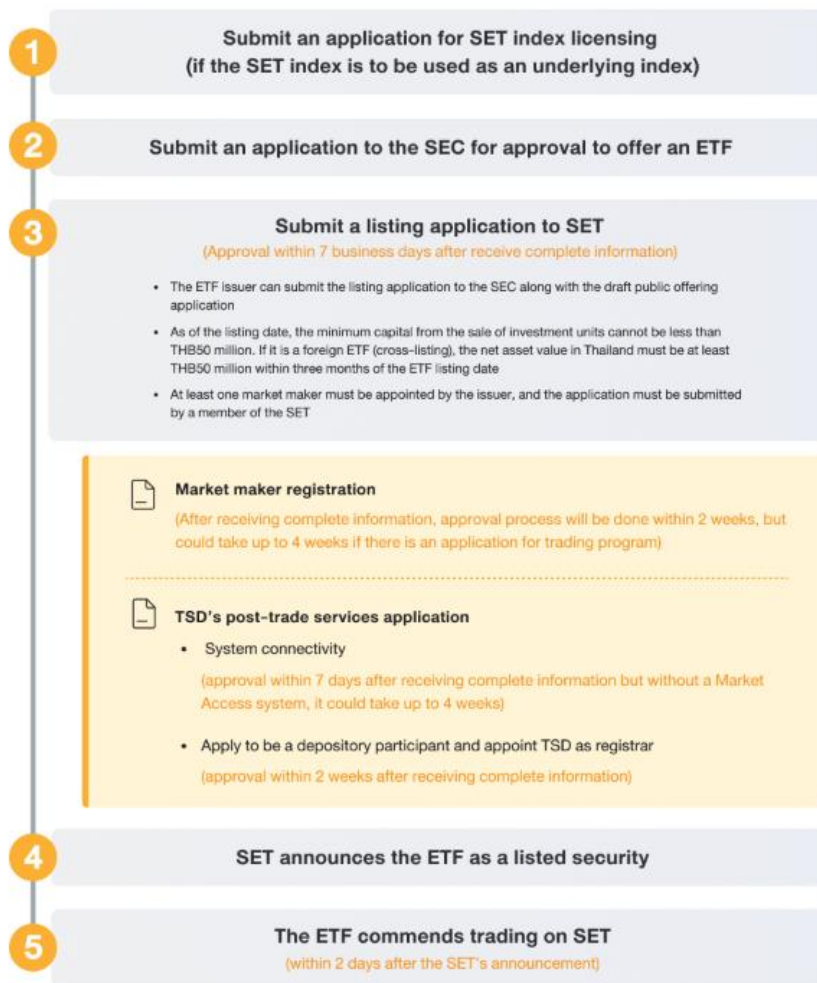 1
Submit an application for SET index licensing
(if the SET index is to be used as an underlying index)
2
Submit an application to the SEC for approval to offer an ETF
3
Submit a listing application to SET
(Approval within 7 business days after receive complete information)
• The ETF issuer can submit the listing application to the SEC along with the draft public offering
application
• As of the listing date, the minimum capital from the sale of investment units cannot be less than
THB50 million. If it is a foreign ETF (cross-listing), the net asset value in Thailand must be at least
THB50 million within three months of the ETF listing date
• At least one market maker must be appointed by the issuer, and the application must be submitted
by a member of the SET
Market maker registration
(After receiving complete information, approval process will be done within 2 weeks, but
could take up to 4 weeks if there is an application for trading program)
TSD's post-trade services application
• System connectivity
(approval within 7 days after receiving complete information but without a Market
Access system, it could take up to 4 weeks)
• Apply to be a depository participant and appoint TSD as registrar
(approval within 2 weeks after receiving complete information)
4
SET announces the ETF as a listed security
5
The ETF commends trading on SET
(within 2 days after the SET's announcement)